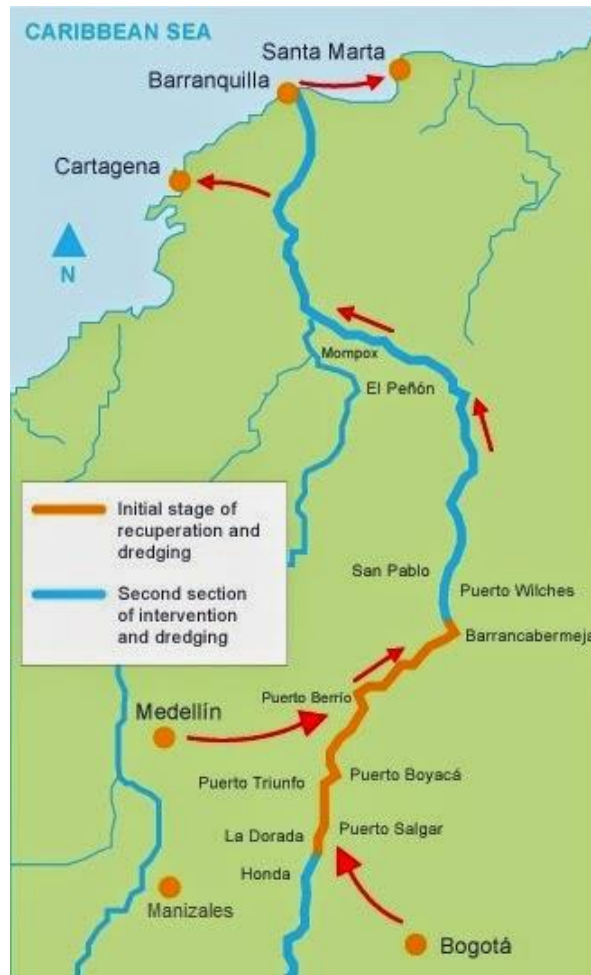 CARIBBEAN SEA
Santa Marta
Barranquilla
Cartagena
N
Mompox
El Peñón
Initial stage of
recuperation and
dredging
Second section
of intervention
and dredging
San Pablo
Puerto Wilches
Barrancabermeja
Puerto Berrío
Medellín
Puerto Triunfo
Puerto Boyacá
La Dorada
Puerto Salgar
Honda
Manizales
Bogotá